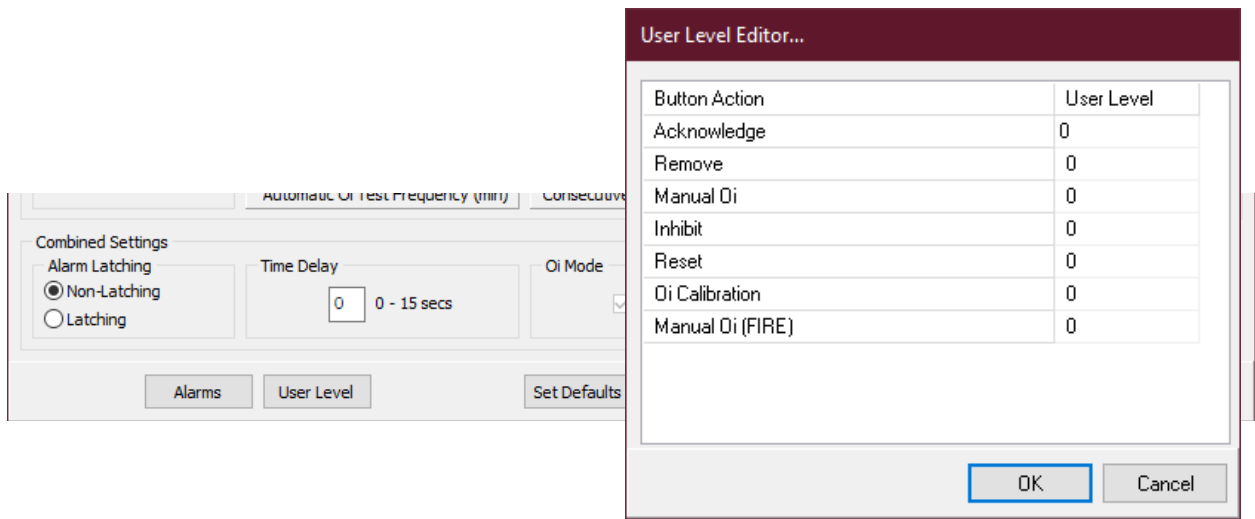 User Level Editor...
Button Action User Level
Acknowledge 0
Remove 0
Manual Oi 0
Inhibit 0
Reset 0
Oi Calibration 0
Manual Oi (FIRE) 0
OK Cancel
Automatic Oi Test Frequency (min) Consecutive
Combined Settings
Alarm Latching Time Delay Oi Mode
Non-Latching 0 0 - 15 secs
Latching
Alarms User Level Set Defaults